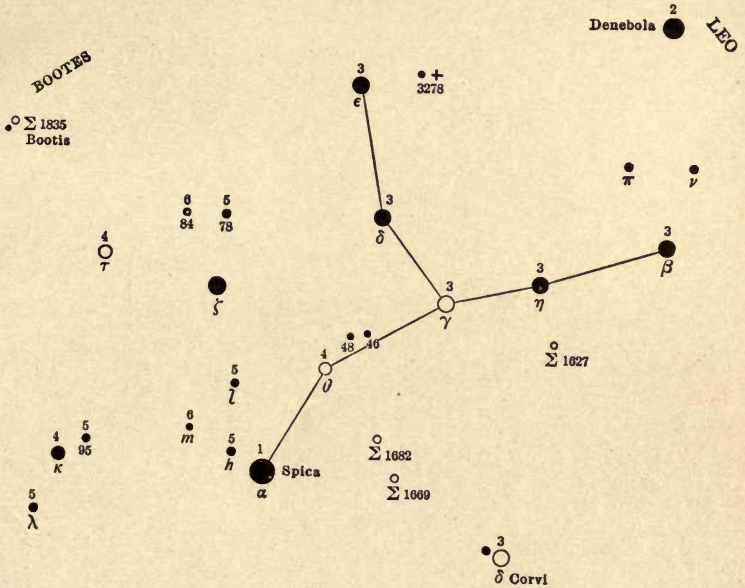 2
Denebola
LEO
BOOTES
3
ε
+
3278
Σ 1835
Bootis
π
ν
6
84
5
78
3
δ
4
τ
3
β
ζ
3
γ
3
η
48
46
4
θ
Σ 1627
5
l
6
m
5
h
4
κ
5
95
1
Spica
α
Σ 1682
Σ 1669
5
λ
3
δ Corvi